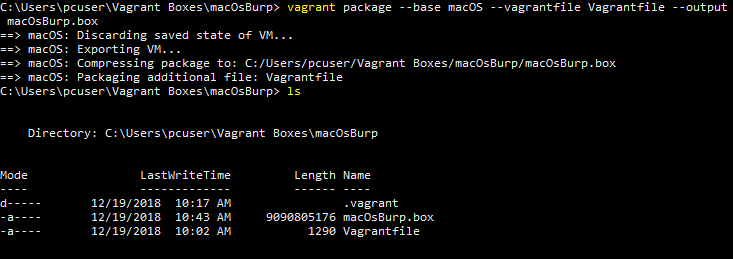 C:\Users\pcuser\Vagrant Boxes\macOsBurp> vagrant package --base macOS --vagrantfile Vagrantfile --output
macOsBurp.box
==> macOS: Discarding saved state of VM...
==> macOS: Exporting VM...
==> macOS: Compressing package to: C:/Users/pcuser/Vagrant Boxes/macOsBurp/macOsBurp.box
==> macOS: Packaging additional file: Vagrantfile
C:\Users\pcuser\Vagrant Boxes\macOsBurp> ls
Directory: C:\Users\pcuser\Vagrant Boxes\macOsBurp
Mode LastWriteTime Length Name
---- ------------- ------ ----
d----- 12/19/2018 10:17 AM .vagrant
-a---- 12/19/2018 10:43 AM 9090805176 macOsBurp.box
-a---- 12/19/2018 10:02 AM 1290 Vagrantfile